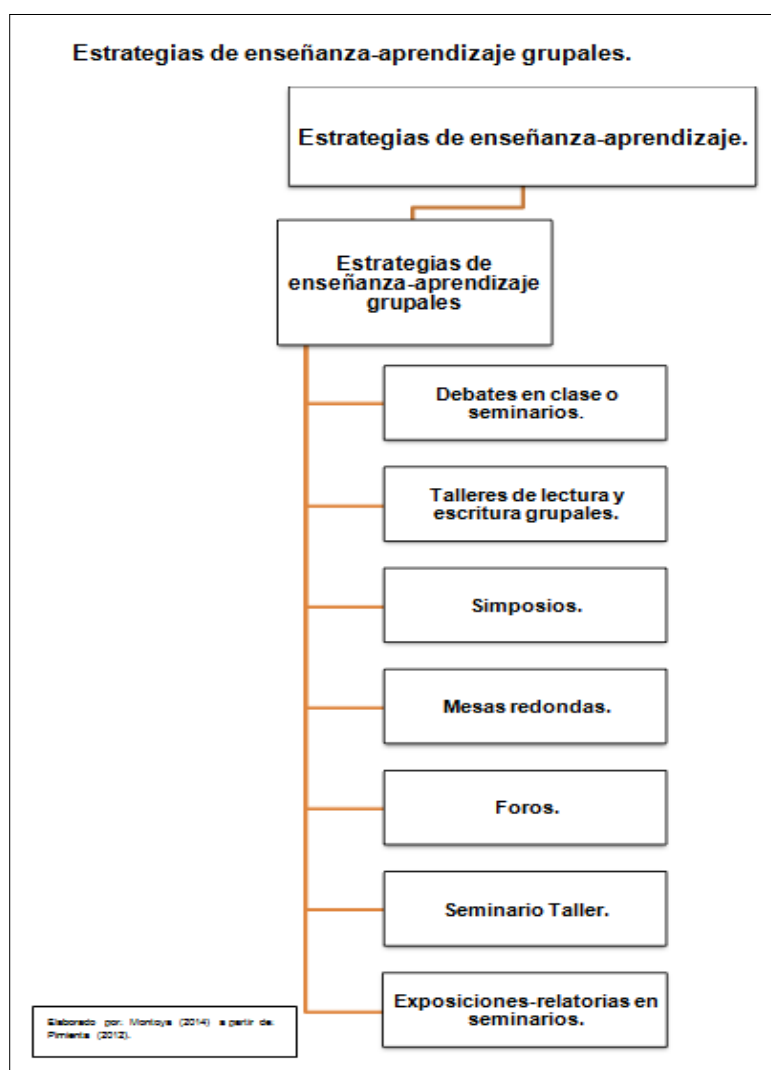 Estrategias de enseñanza-aprendizaje grupales.
Estrategias de enseñanza-aprendizaje.
Estrategias de
enseñanza-aprendizaje
grupales
Debates en clase o
seminarios.
Talleres de lectura y
escritura grupales.
Simposios.
Mesas redondas.
Foros.
Seminario Taller.
Exposiciones-relatorias en
seminarios.
Elaborado por: Montoya (2014) a partir de:
Pimienta (2012).